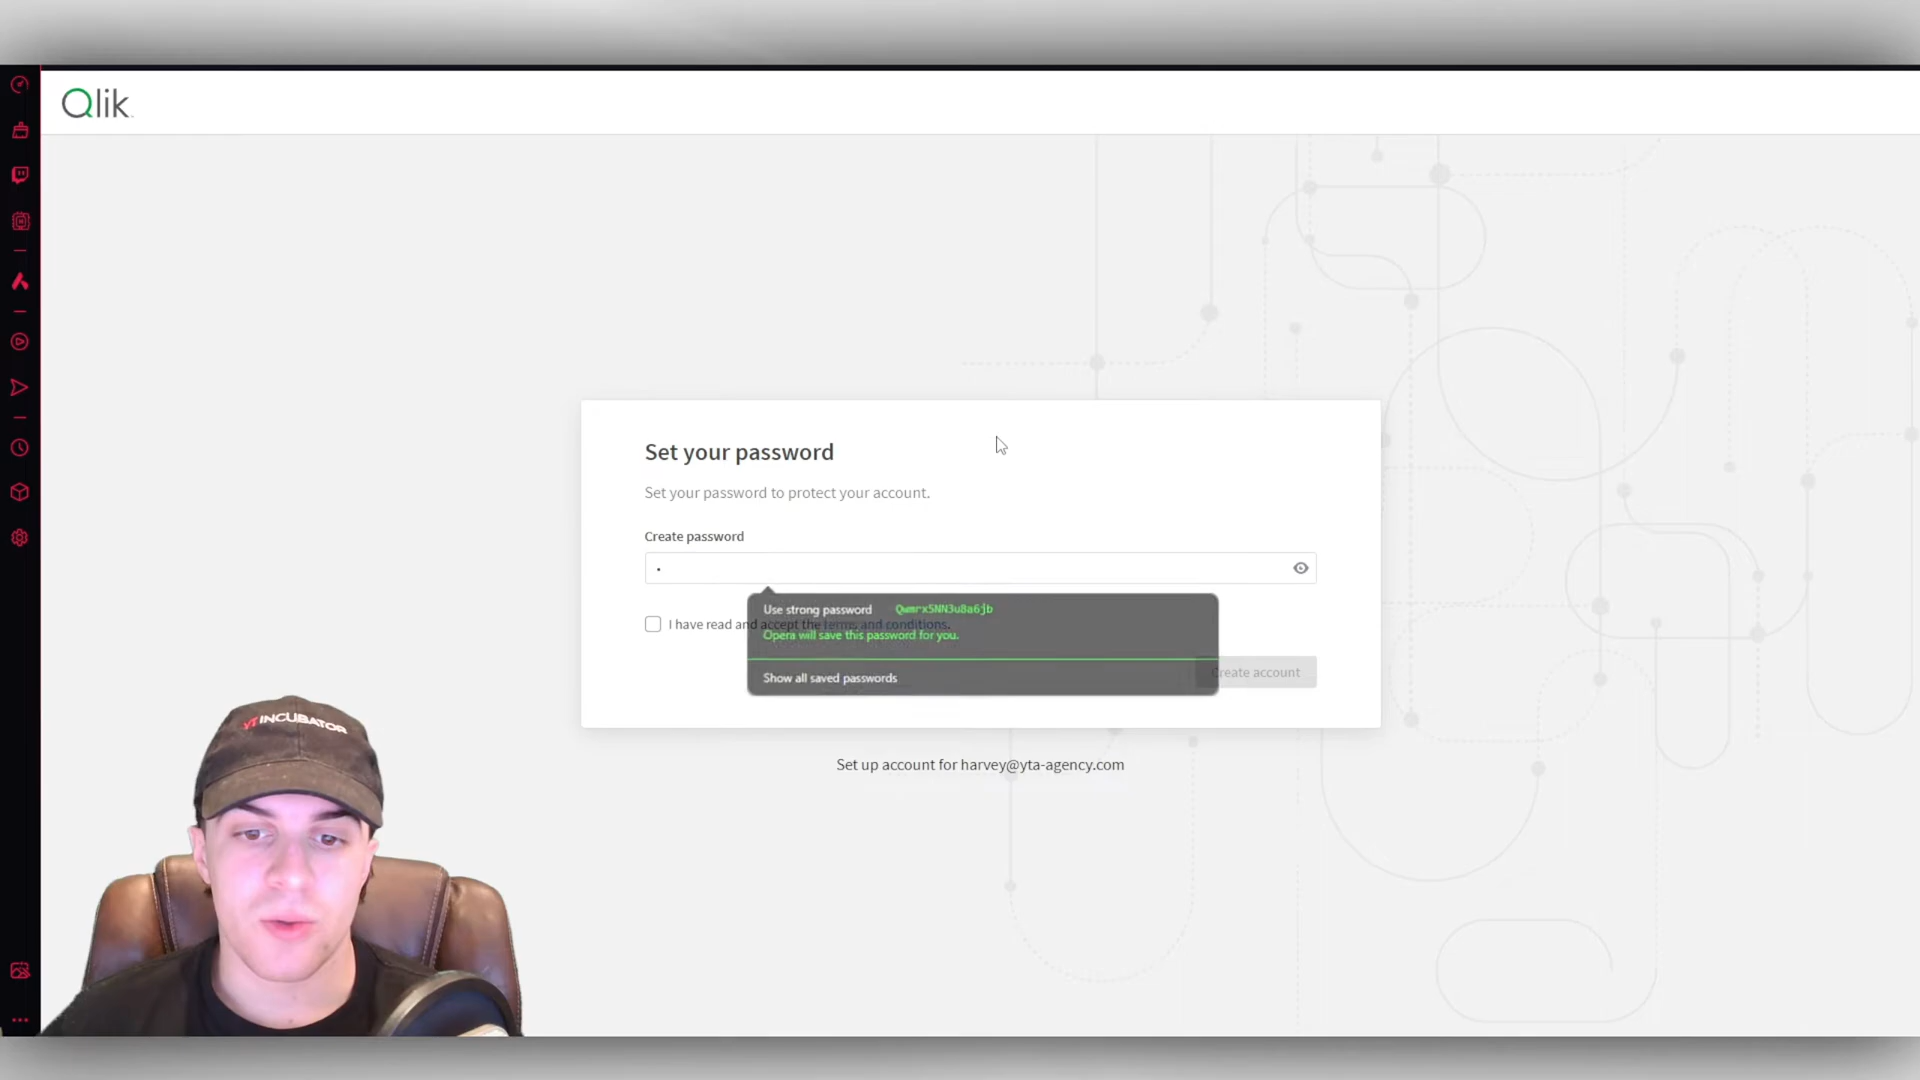 Qlik
Set your password
Set your password to protect your account.
Create password
•
Use strong password Qwmrx5NN3u8a6jb
I have read and accept the terms and conditions.
Opera will save this password for you.
Show all saved passwords
Create account
Set up account for harvey@yta-agency.com
YTINCUBATOR